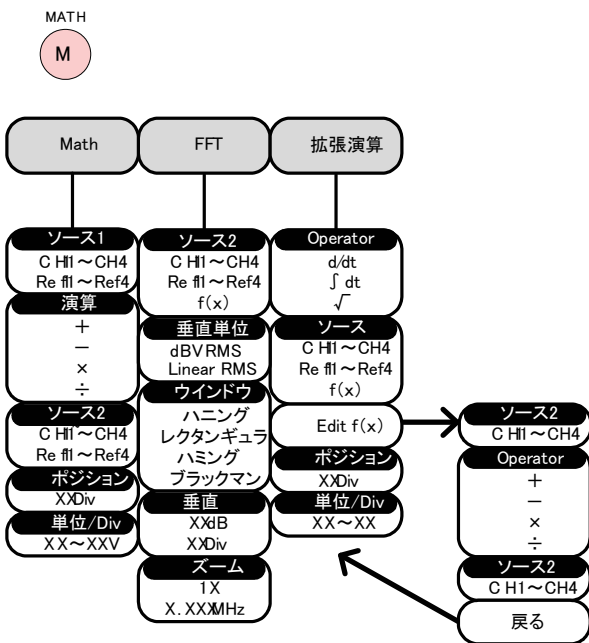 MATH
M
Math
FFT
拡張演算
ソース1
CH1～CH4
Ref1～Ref4
演算
＋
－
×
÷
ソース2
CH1～CH4
Ref1～Ref4
ポジション
XXDiv
単位/Div
XX～XXV
ソース2
CH1～CH4
Ref1～Ref4
f(x)
垂直単位
dBV RMS
Linear RMS
ウインドウ
ハニング
レクタンギュラ
ハミング
ブラックマン
垂直
XXdB
XXDiv
ズーム
1X
X.XXXMHz
Operator
d/dt
∫ dt
√
ソース
CH1～CH4
Ref1～Ref4
f(x)
Edit f(x)
ポジション
XXDiv
単位/Div
XX～XX
ソース2
CH1～CH4
Operator
＋
－
×
÷
ソース2
CH1～CH4
戻る